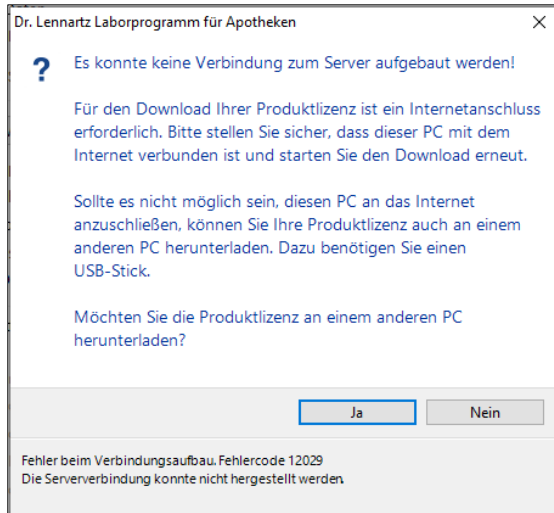 Dr. Lennartz Laborprogramm für Apotheken
Es konnte keine Verbindung zum Server aufgebaut werden!
Für den Download Ihrer Produktlizenz ist ein Internetanschluss
erforderlich. Bitte stellen Sie sicher, dass dieser PC mit dem
Internet verbunden ist und starten Sie den Download erneut.
Sollte es nicht möglich sein, diesen PC an das Internet
anzuschließen, können Sie Ihre Produktlizenz auch an einem
anderen PC herunterladen. Dazu benötigen Sie einen
USB-Stick.
Möchten Sie die Produktlizenz an einem anderen PC
herunterladen?
Ja Nein
Fehler beim Verbindungsaufbau. Fehlercode 12029
Die Serververbindung konnte nicht hergestellt werden.